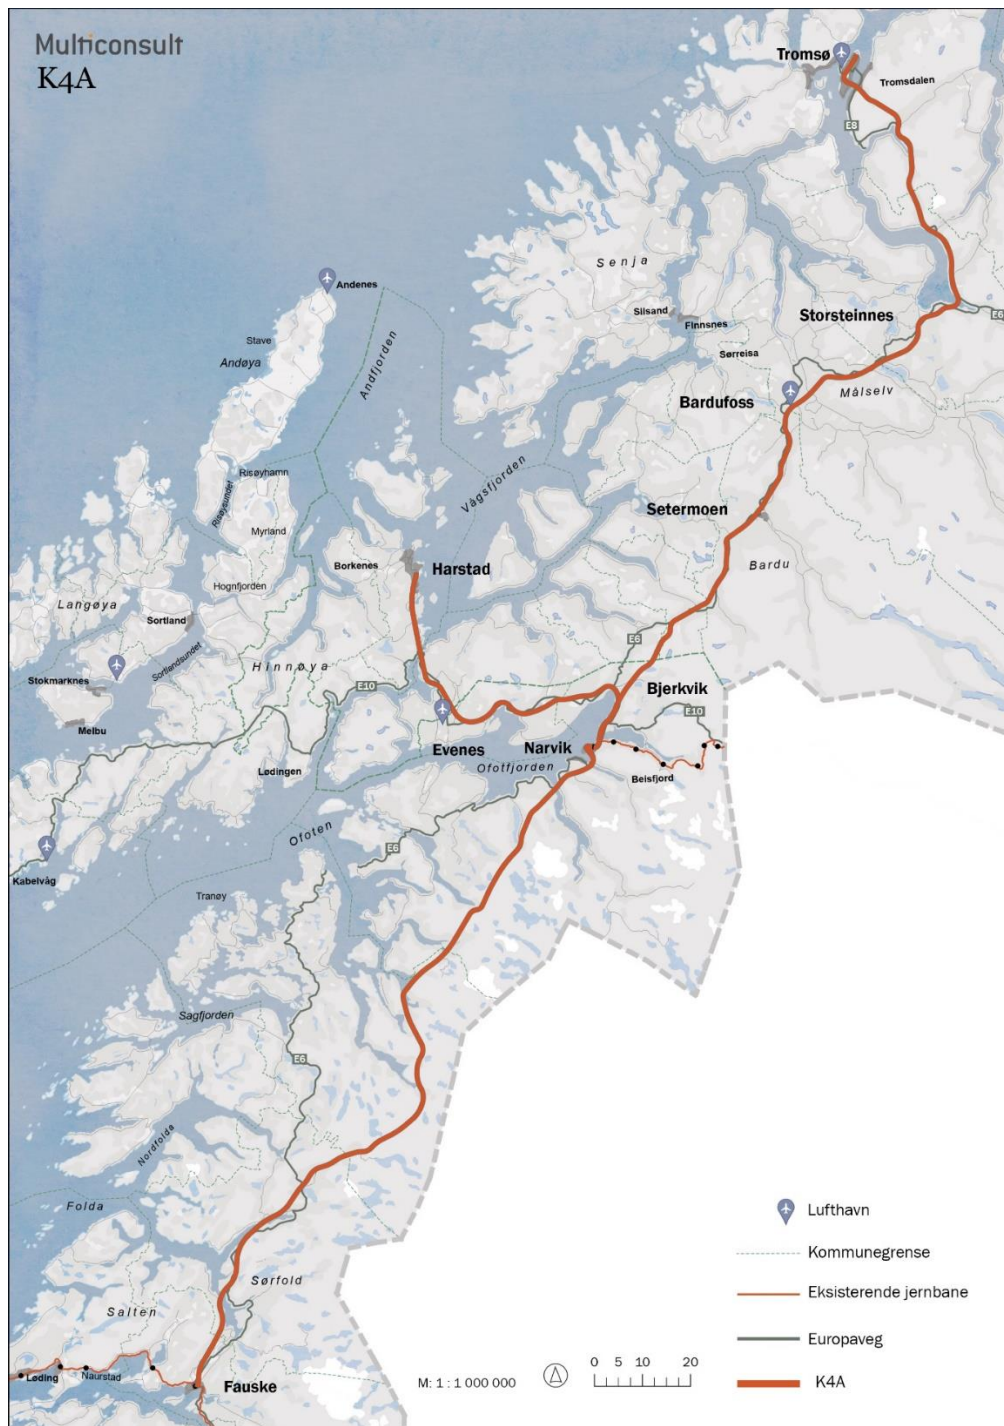 Multiconsult
K4A
Tromsø
Tromsdalen
E8
Senja
Andenes
Silsand
Finnsnes
Storsteinnes
E6
Stave
Andøya
Andfjorden
Sørreisa
Målselv
Bardufoss
Risøyhamn
Risøysundet
Vågsfjorden
Myrland
Setermoen
Borkenes
Harstad
Bardu
Hognfjorden
Langøya
Sortland
Sortlandsundet
Hinnøya
E6
Stokmarknes
E10
Bjerkvik
E10
Melbu
Evenes
Narvik
Lødingen
Ofotfjorden
Beisfjord
Ofoten
E6
Kabelvåg
Tranøy
Sagfjorden
E6
Nordfolda
Folda
Sørfold
Salten
Løding
Naurstad
Fauske
Lufthavn
Kommunegrense
Eksisterende jernbane
Europaveg
K4A
M: 1 : 1 000 000
0 5 10 20